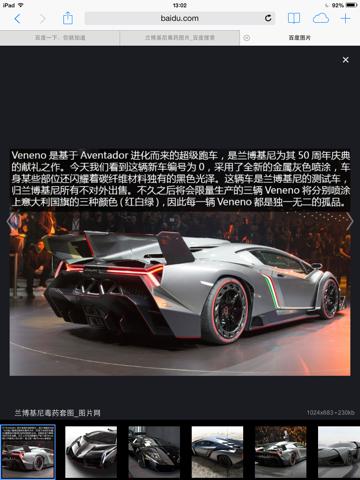 iPad
13:02
92%
baidu.com
百度一下，你就知道
兰博基尼毒药图片_百度搜索
百度图片
Veneno 是基于 Aventador 进化而来的超级跑车，是兰博基尼为其 50 周年庆典
的献礼之作。今天我们看到这辆新车编号为 0，采用了全新的金属灰色喷涂，车
身某些部位还闪耀着碳纤维材料独有的黑色光泽。这辆车是兰博基尼的测试车，
归兰博基尼所有不对外出售。不久之后将会限量生产的三辆 Veneno 将分别喷涂
上意大利国旗的三种颜色 ( 红白绿 )，因此每一辆 Veneno 都是独一无二的孤品。
兰博基尼毒药套图_图片网
1024x683 • 230kb